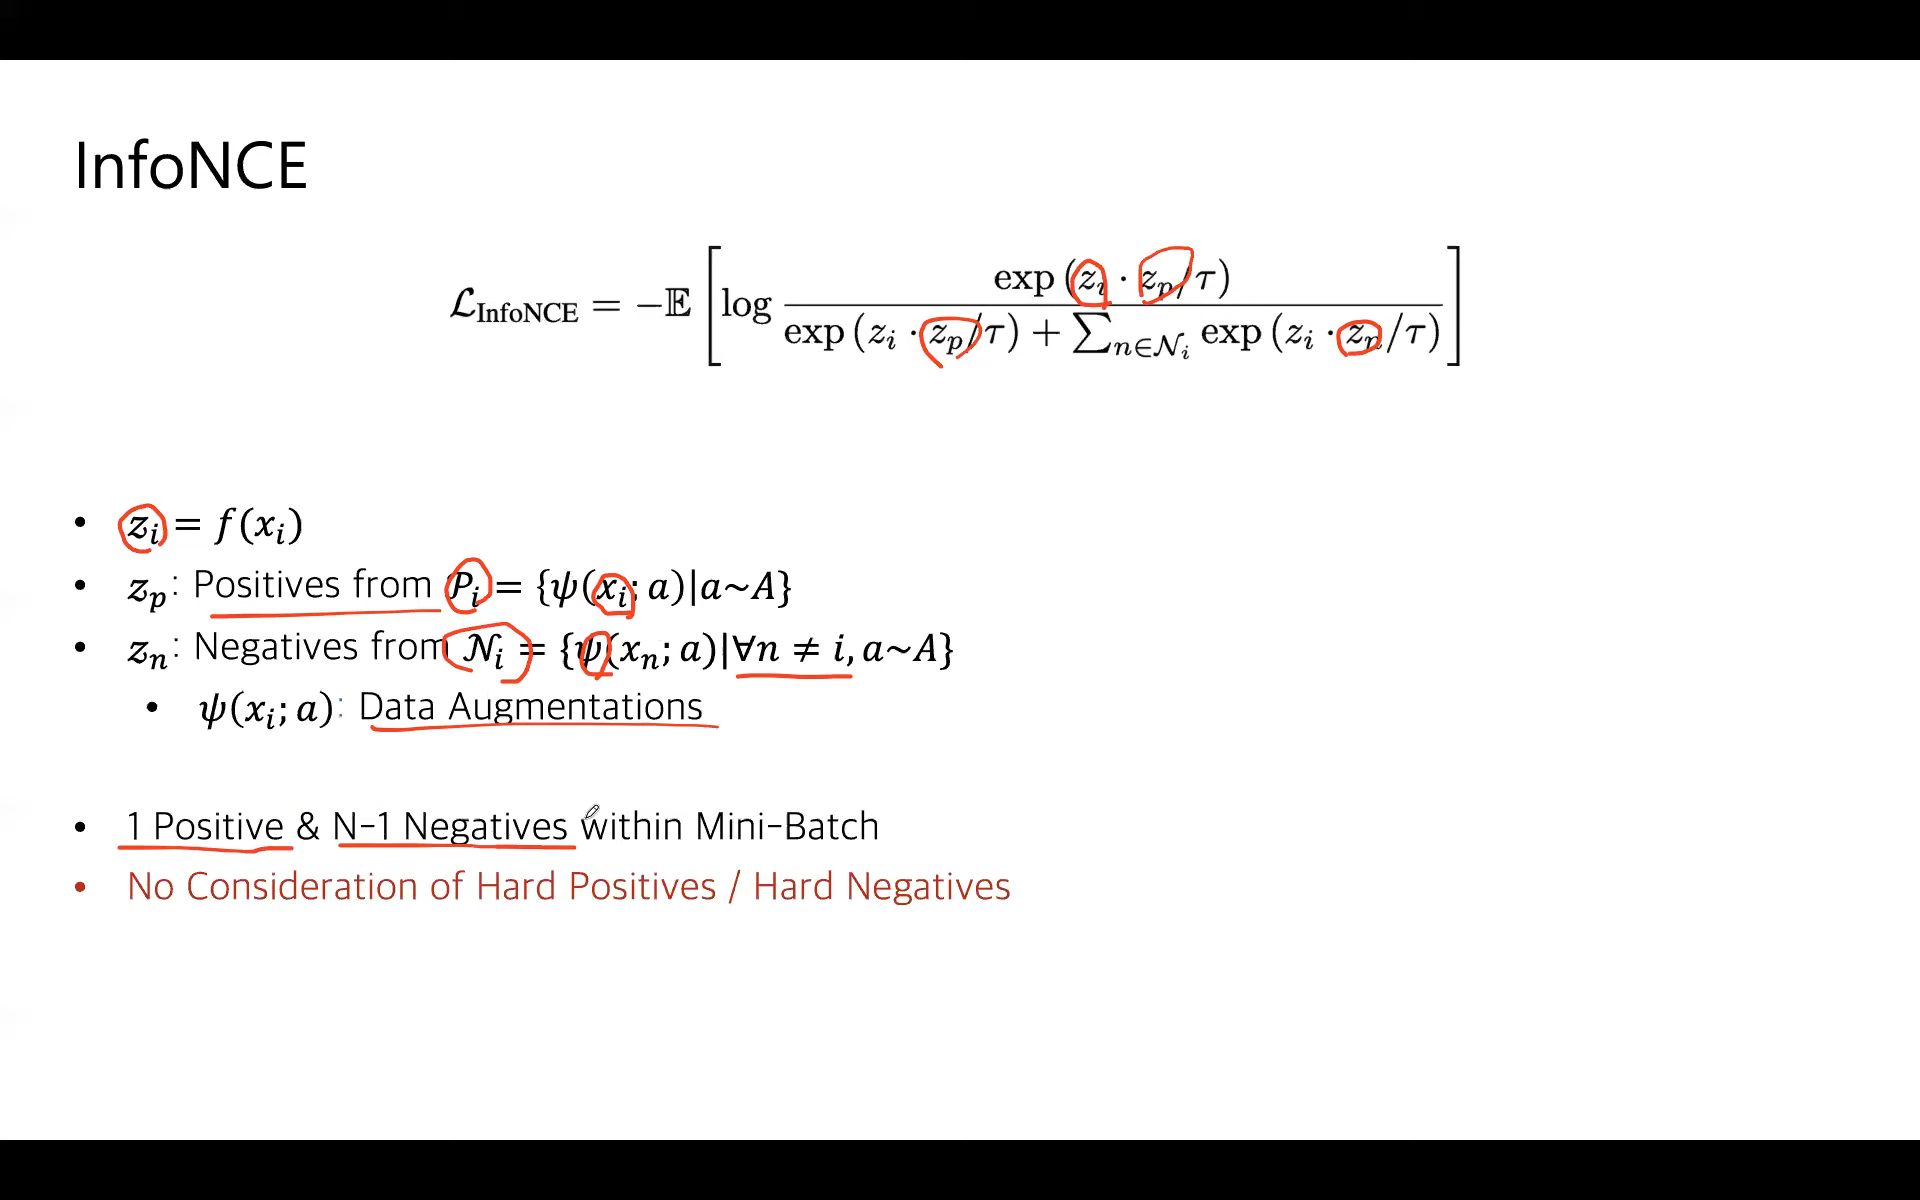 InfoNCE
ℒ_InfoNCE = −𝔼 [ log exp (z_i · z_p/τ) / ( exp (z_i · z_p/τ) + ∑_{n∈𝒩_i} exp (z_i · z_n/τ) ) ]
• z_i = f(x_i)
• z_p: Positives from 𝒫_i = {ψ(x_i; a)|a~A}
• z_n: Negatives from 𝒩_i = {ψ(x_n; a)|∀n ≠ i, a~A}
• ψ(x_i; a): Data Augmentations
• 1 Positive & N-1 Negatives within Mini-Batch
• No Consideration of Hard Positives / Hard Negatives